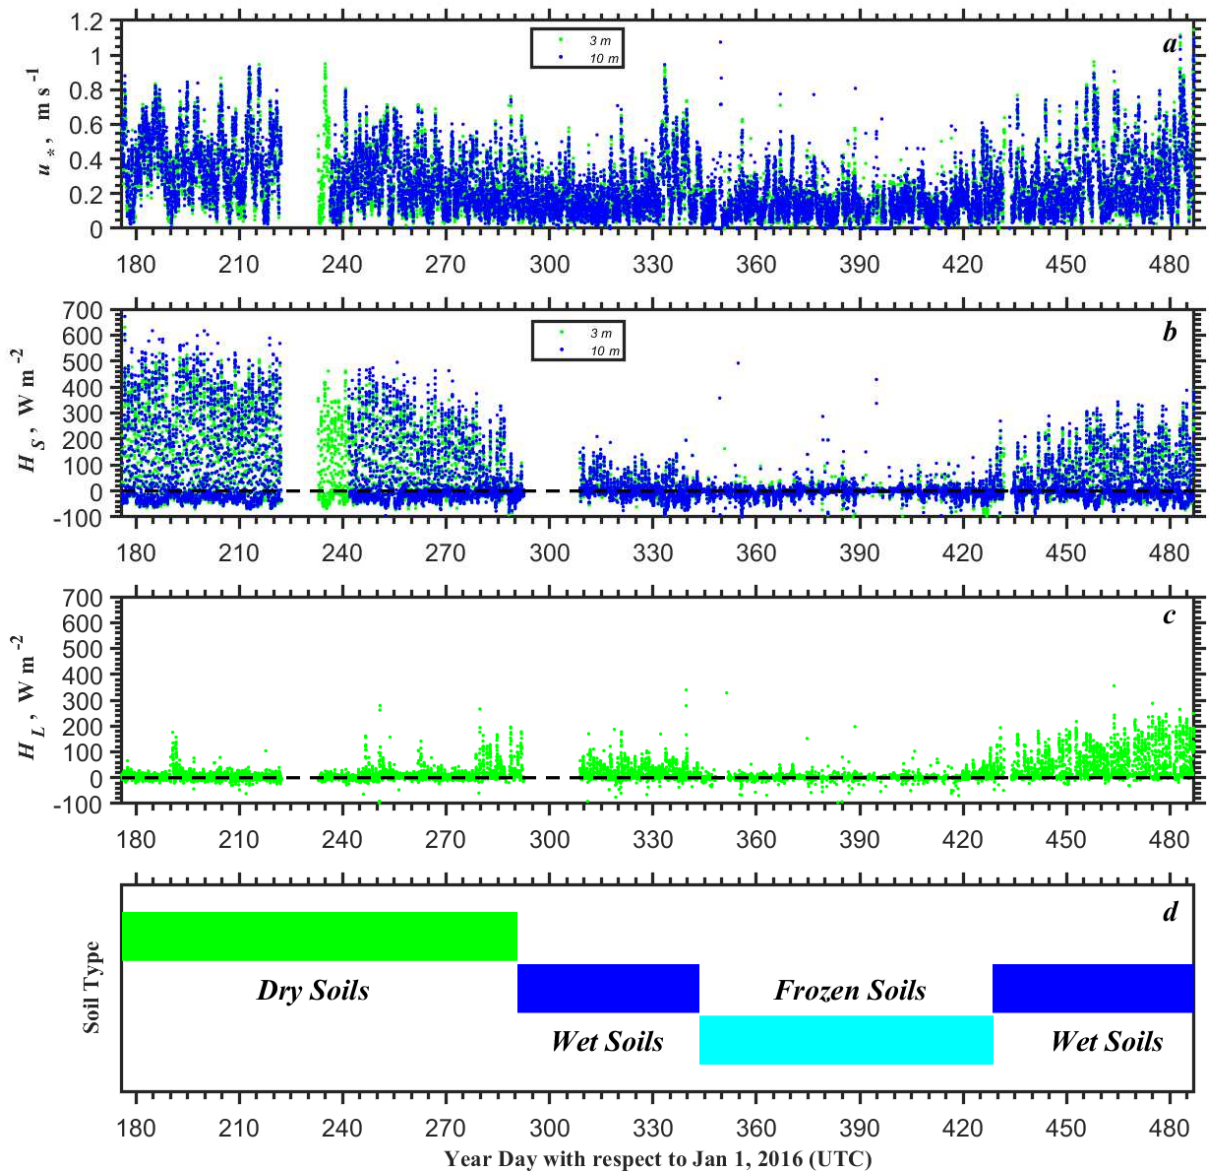 1.2
1
0.8
0.6
0.4
0.2
0
u*, m s-1
3 m
10 m
a
180 210 240 270 300 330 360 390 420 450 480
700
600
500
400
300
200
100
0
-100
HS, W m-2
3 m
10 m
b
180 210 240 270 300 330 360 390 420 450 480
700
600
500
400
300
200
100
0
-100
HL, W m-2
c
180 210 240 270 300 330 360 390 420 450 480
Soil Type
d
Dry Soils Frozen Soils
Wet Soils Wet Soils
180 210 240 270 300 330 360 390 420 450 480
Year Day with respect to Jan 1, 2016 (UTC)